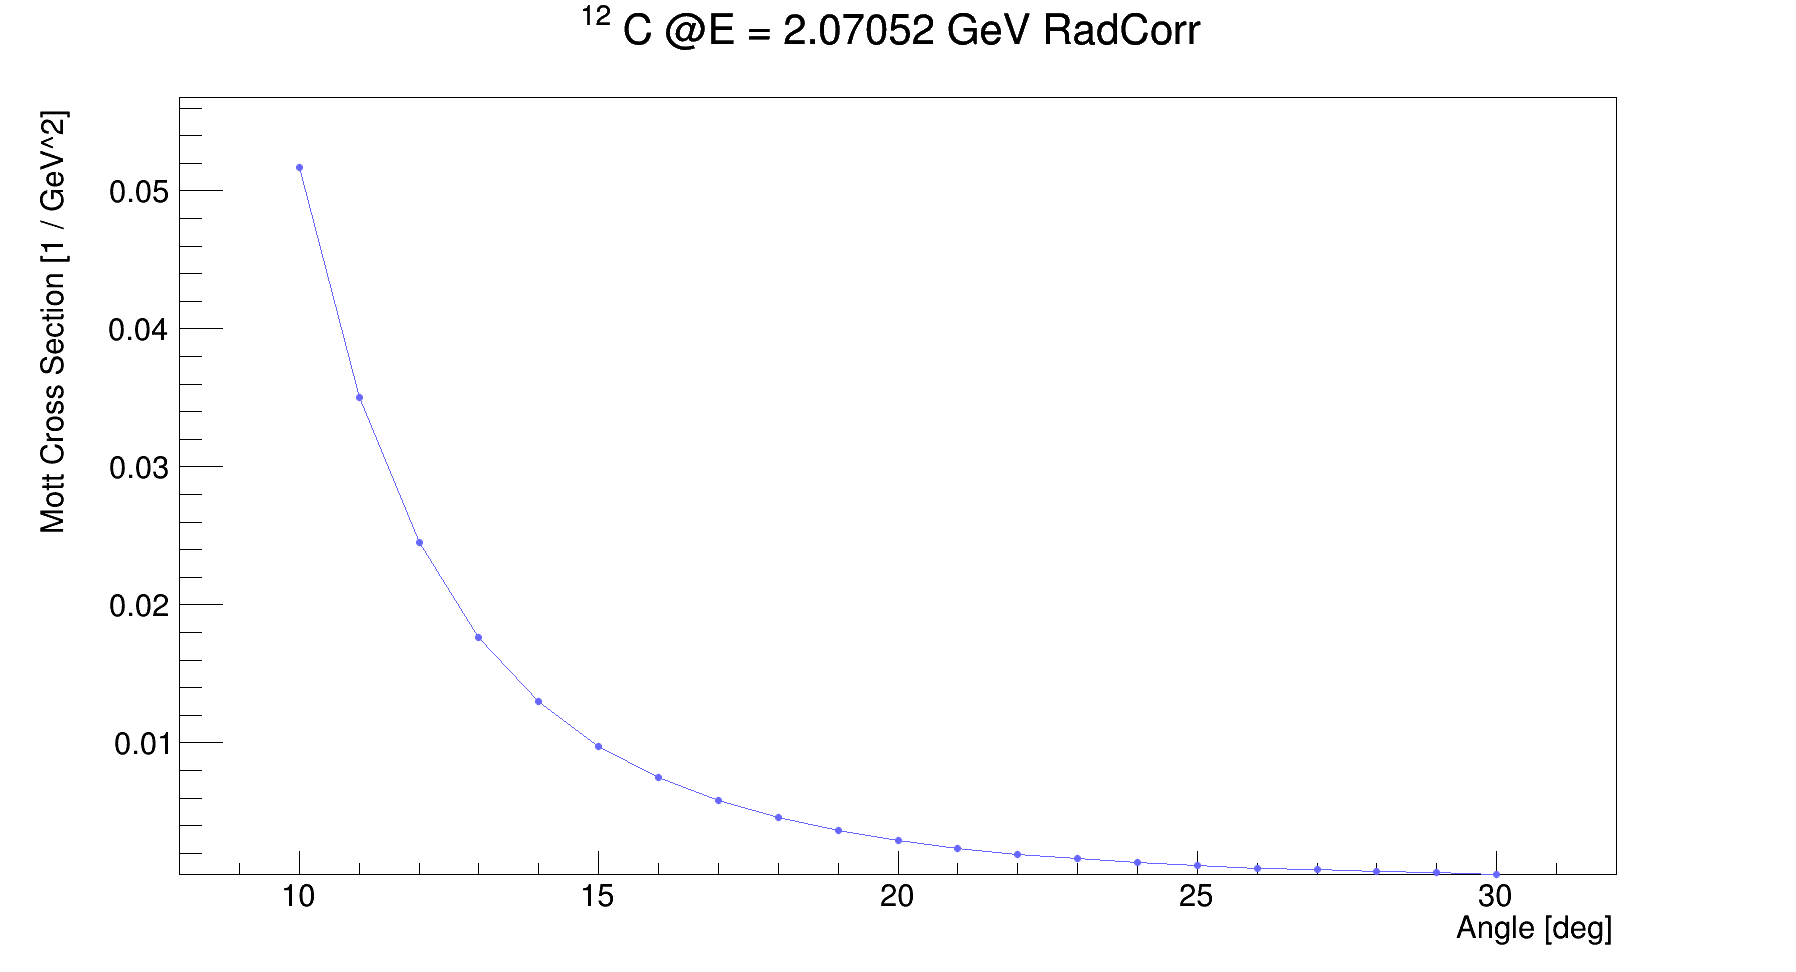 12 C @E = 2.07052 GeV RadCorr
Mott Cross Section [1 / GeV^2]
0.05
0.04
0.03
0.02
0.01
10 15 20 25 30
Angle [deg]